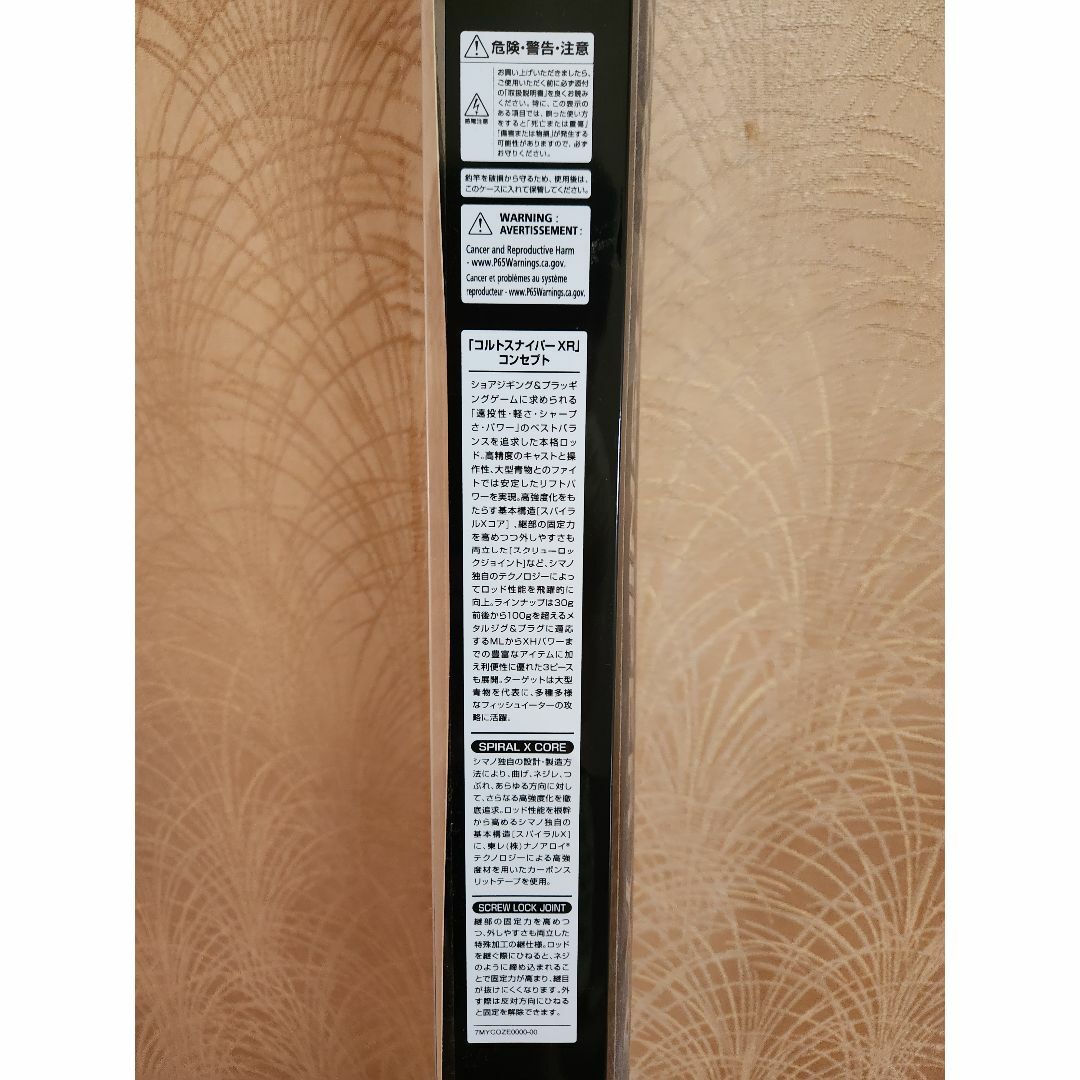 危険・警告・注意
お買い上げいただきましたら、
ご使用いただく前に必ず添付
の「取扱説明書」を良くお読み
ください。特に、この表示の
ある項目では、誤った使い方
をすると「死亡または重傷」
「傷害または物損」が発生する
可能性がありますので、必ず
お守りください。
感電注意
釣竿を破損から守るため、使用後は、
このケースに入れて保管してください。
WARNING :
AVERTISSEMENT :
Cancer and Reproductive Harm
- www.P65Warnings.ca.gov.
Cancer et problèmes au système
reproducteur - www.P65Warnings.ca.gov.
「コルトスナイパー XR」
コンセプト
ショアジギング&プラッギ
ングゲームに求められる
「遠投性・軽さ・シャープ
さ・パワー」のベストバラ
ンスを追求した本格ロッ
ド。高精度のキャストと操
作性、大型青物とのファイ
トでは安定したリフトパ
ワーを実現。高強度化をも
たらす基本構造[スパイラ
ルXコア]、継部の固定力
を高めつつ外しやすさも
両立した[スクリューロッ
クジョイント]など、シマノ
独自のテクノロジーによっ
てロッド性能を飛躍的に
向上。ラインナップは30g
前後から100gを超えるメ
タルジグ&プラグに適応
するMLからXHパワーま
での豊富なアイテムに加
え利便性に優れた3ピース
も展開。ターゲットは大型
青物を代表に、多種多様
なフィッシュイーターの攻
略に活躍。
SPIRAL X CORE
シマノ独自の設計・製造方
法により、曲げ、ネジレ、つ
ぶれ、あらゆる方向に対し
て、さらなる高強度化を徹
底追求。ロッド性能を根幹
から高めるシマノ独自の
基本構造[スパイラルX]
に、東レ(株)ナノアロイ®
テクノロジーによる高強
度材を用いたカーボンス
リットテープを使用。
SCREW LOCK JOINT
継部の固定力を高めつ
つ、外しやすさも両立した
特殊加工の継仕様。ロッド
を継ぐ際にひねると、ネジ
のように締め込まれるこ
とで固定力が高まり、継目
が抜けにくくなります。外
す際は反対方向にひねる
と固定を解除できます。
7MYCOZE0000-00